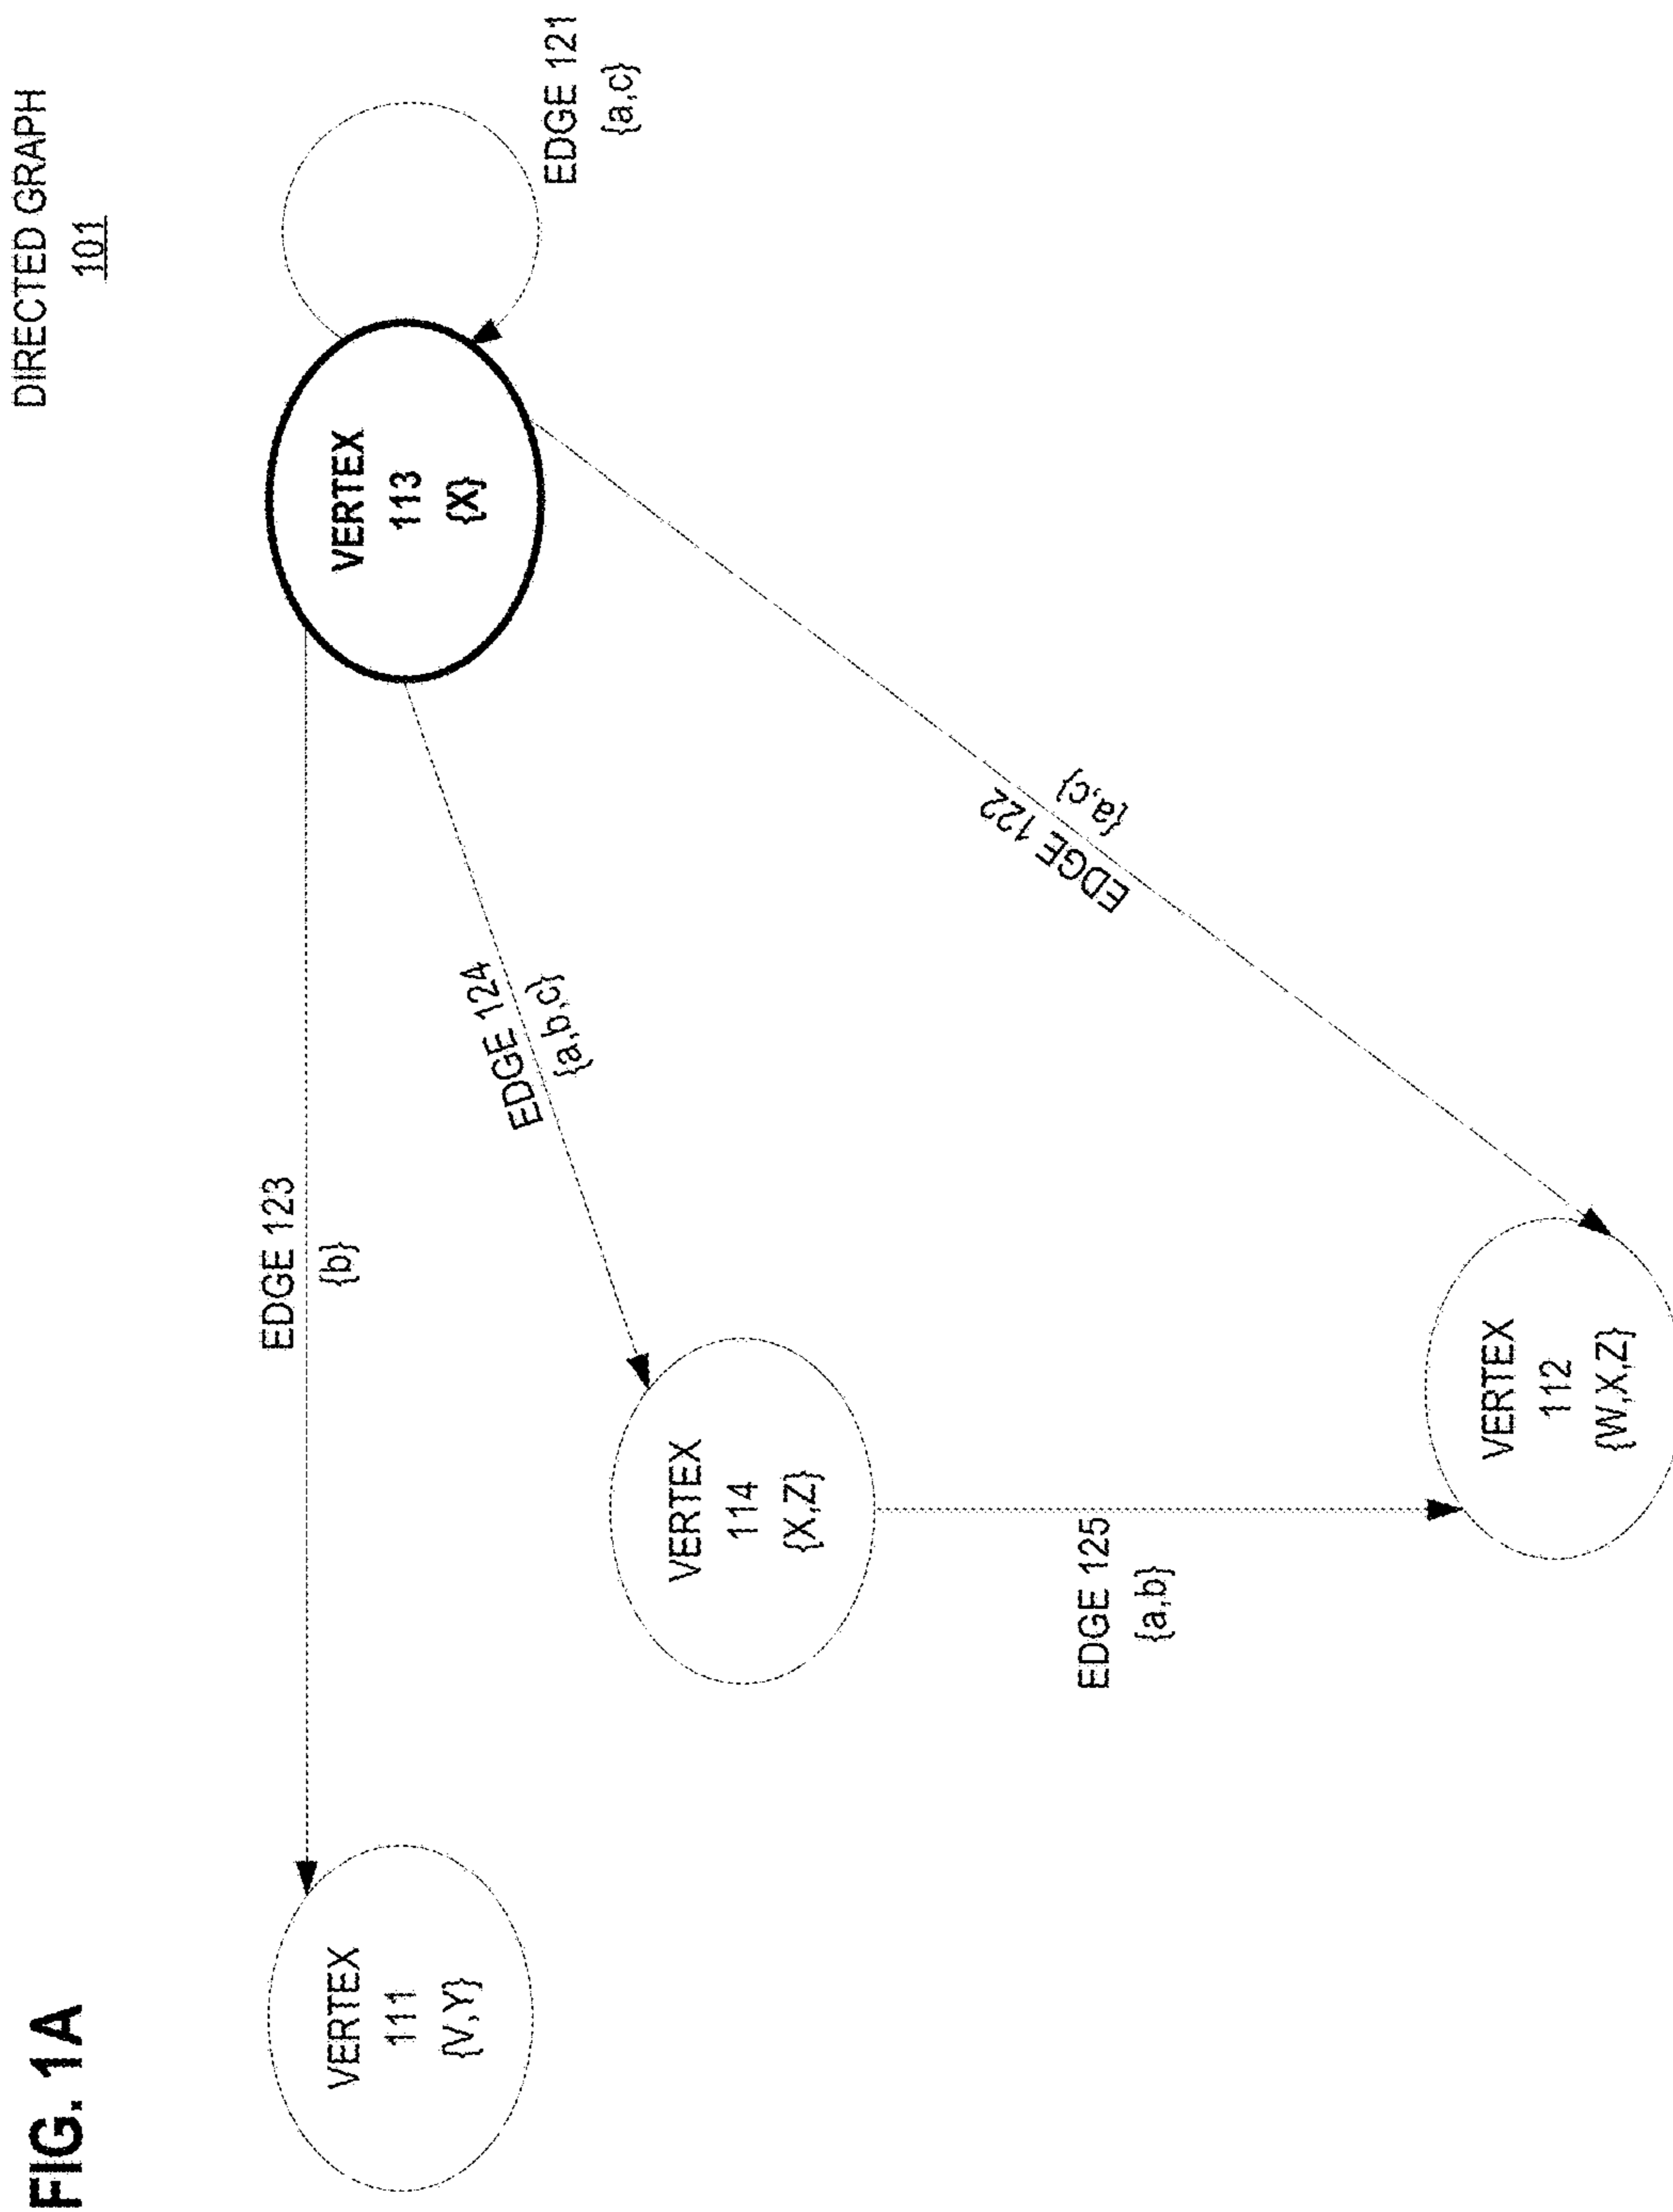 FIG. 1A
DIRECTED GRAPH
101
VERTEX
111
{V,Y}
EDGE 123
{b}
VERTEX
113
{X}
EDGE 121
{a,c}
EDGE 124
{a,b,c}
VERTEX
114
{X,Z}
EDGE 122
{a,c}
EDGE 125
{a,b}
VERTEX
112
{W,X,Z}